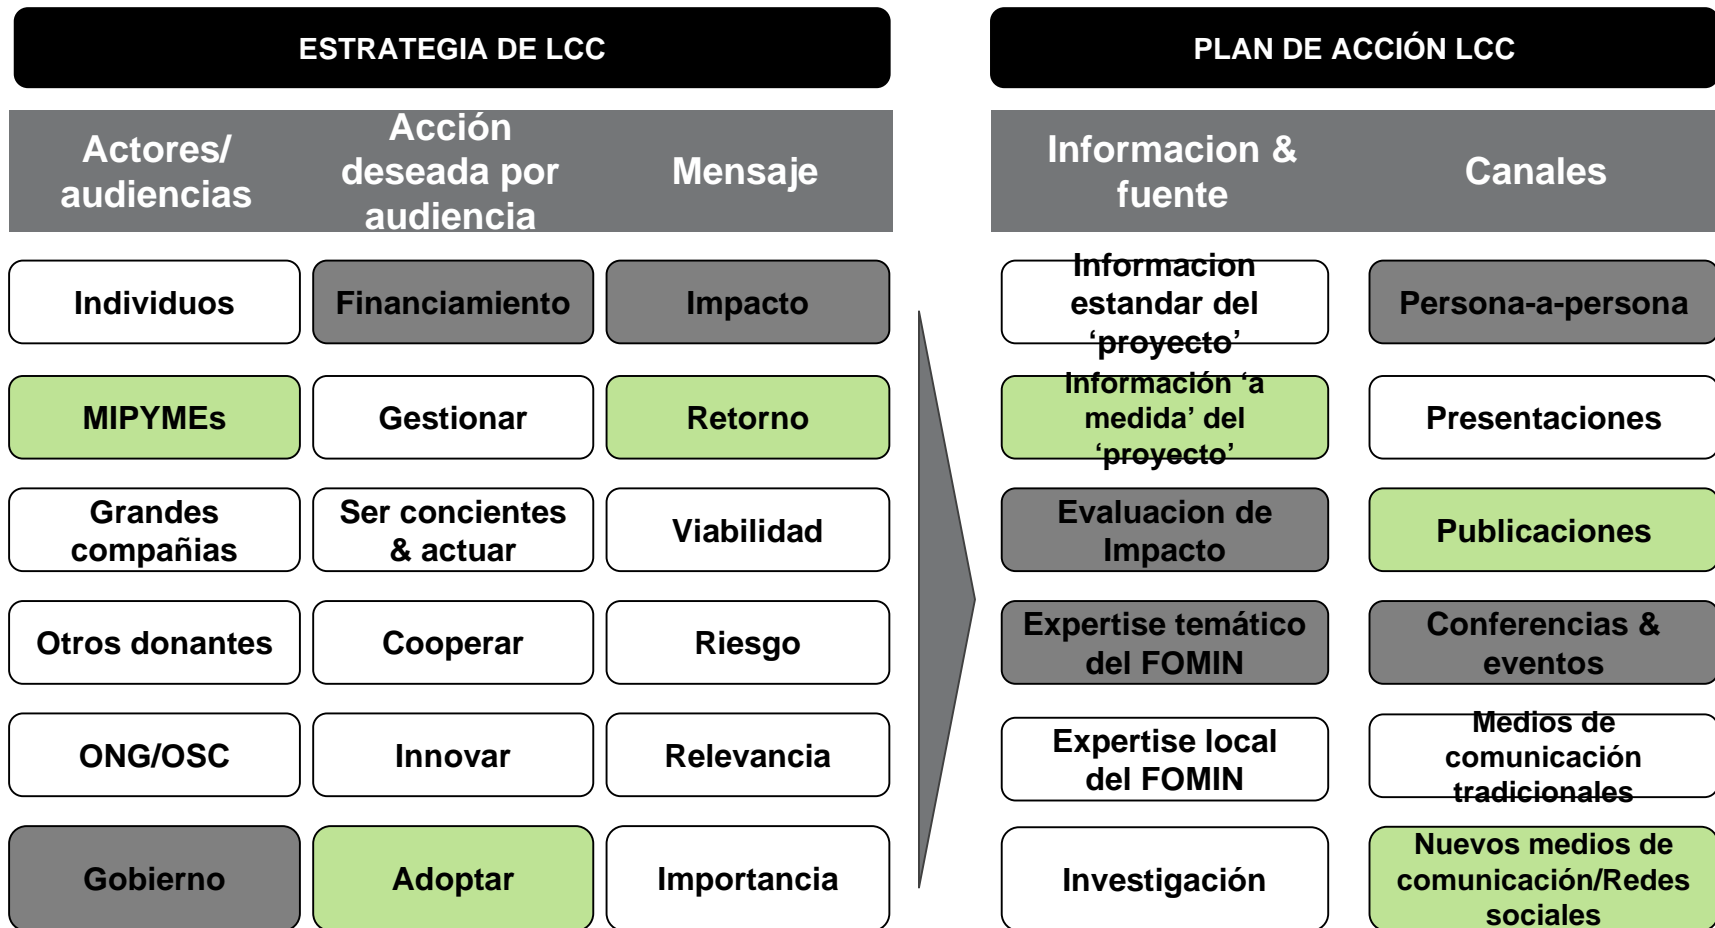 ESTRATEGIA DE LCC
PLAN DE ACCIÓN LCC
Actores/
audiencias
Acción
deseada por
audiencia
Mensaje
Informacion &
fuente
Canales
Individuos
Financiamiento
Impacto
Informacion
estandar del
‘proyecto’
Persona-a-persona
MIPYMEs
Gestionar
Retorno
Información ‘a
medida’ del
‘proyecto’
Presentaciones
Grandes
compañias
Ser concientes
& actuar
Viabilidad
Evaluacion de
Impacto
Publicaciones
Otros donantes
Cooperar
Riesgo
Expertise temático
del FOMIN
Conferencias &
eventos
ONG/OSC
Innovar
Relevancia
Expertise local
del FOMIN
Medios de
comunicación
tradicionales
Gobierno
Adoptar
Importancia
Investigación
Nuevos medios de
comunicación/Redes
sociales